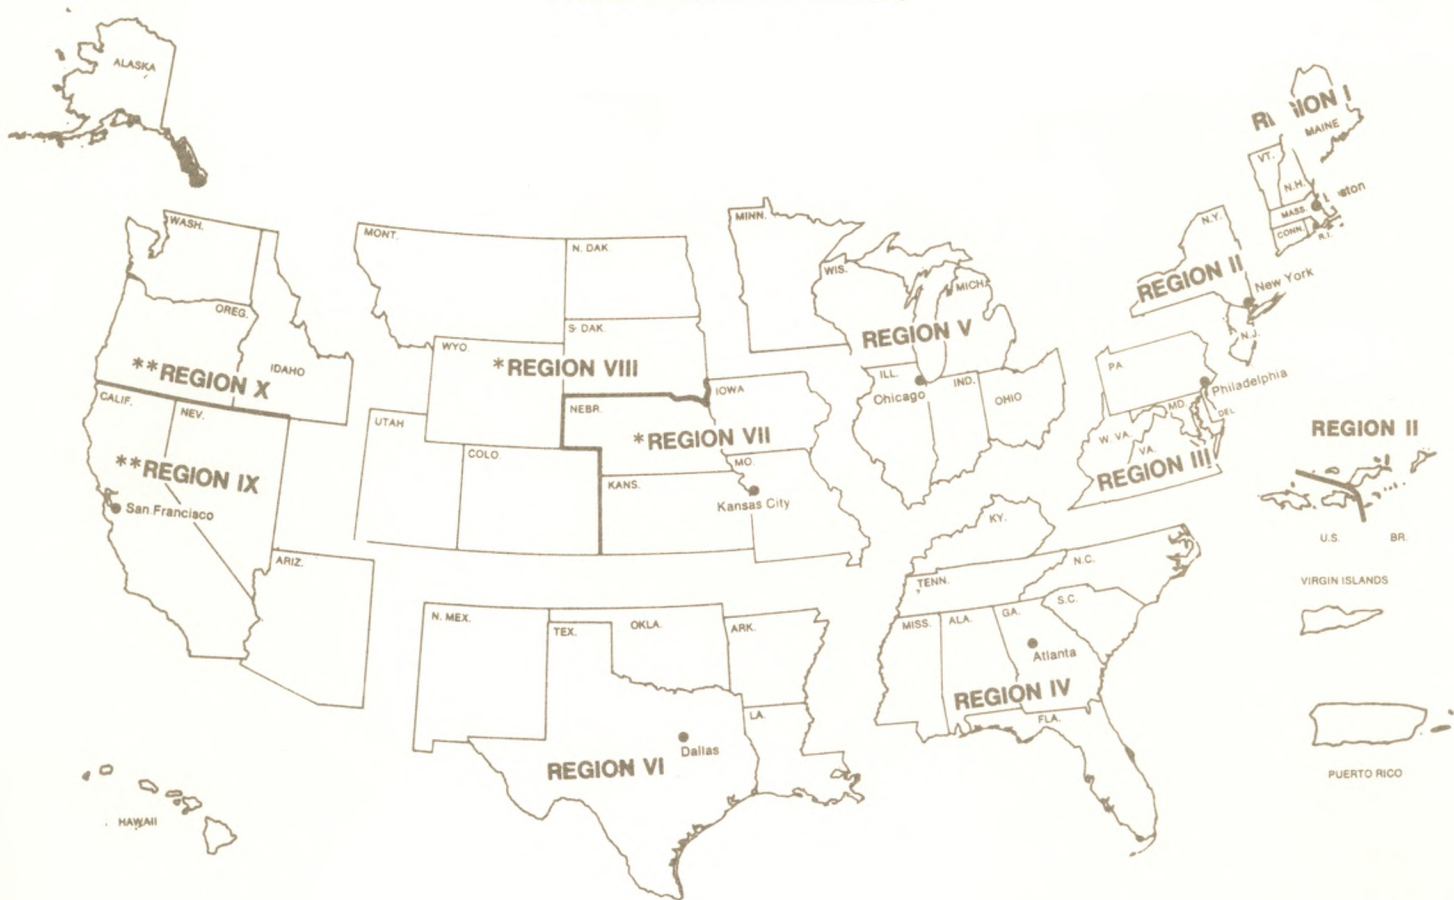 ALASKA
REGION I
MAINE
VT.
N.H.
MASS.
CONN.
R.I.
WASH.
MONT.
N. DAK.
MINN.
WIS.
MICH.
N.Y.
REGION II
New York
N.J.
OREG.
IDAHO
**REGION X
WYO.
S. DAK.
*REGION VIII
REGION V
ILL.
IND.
OHIO
Chicago
PA
Philadelphia
MD.
DEL
W. VA.
VA.
REGION III
CALIF.
NEV.
**REGION IX
San Francisco
UTAH
COLO.
NEBR.
IOWA
*REGION VII
MO.
KANS.
Kansas City
KY.
REGION II
U.S.
BR.
VIRGIN ISLANDS
ARIZ.
N. MEX.
TEX.
OKLA.
ARK.
LA.
Dallas
REGION VI
TENN.
N.C.
S.C.
MISS.
ALA.
GA.
Atlanta
REGION IV
FLA.
PUERTO RICO
HAWAII